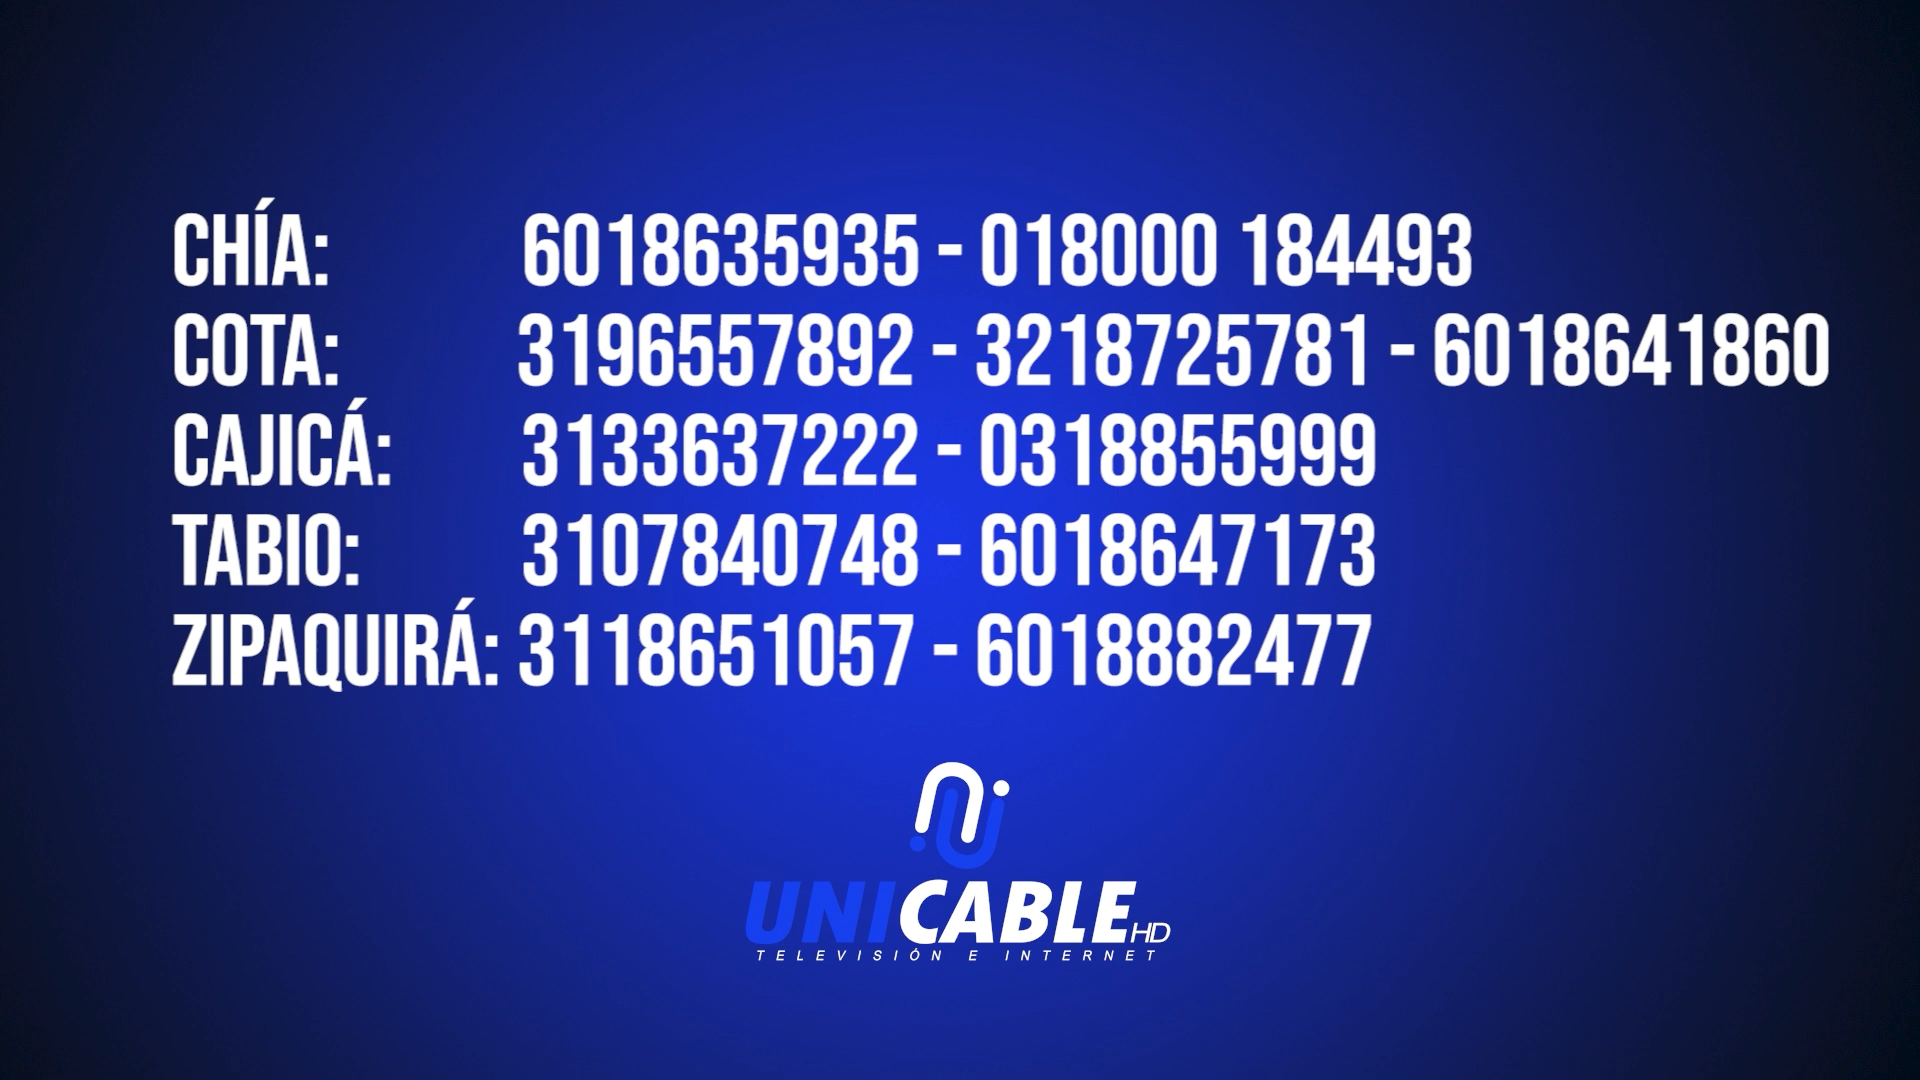 CHÍA: 6018635935 - 018000 184493
COTA: 3196557892 - 3218725781 - 6018641860
CAJICÁ: 3133637222 - 0318855999
TABIO: 3107840748 - 6018647173
ZIPAQUIRÁ: 3118651057 - 6018882477
UNICABLE HD
TELEVISIÓN E INTERNET